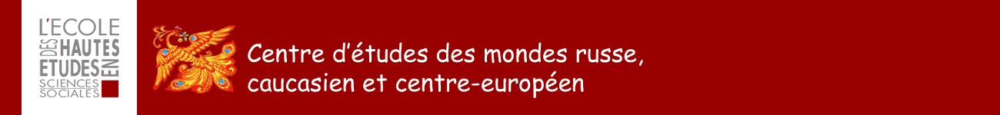 L'ECOLE
DES HAUTES
ETUDES EN
SCIENCES
SOCIALES
Centre d'études des mondes russe,
caucasien et centre-européen